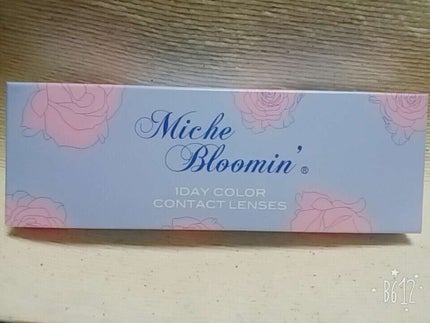 Miche
Bloomin'®
1DAY COLOR
CONTACT LENSES
B612